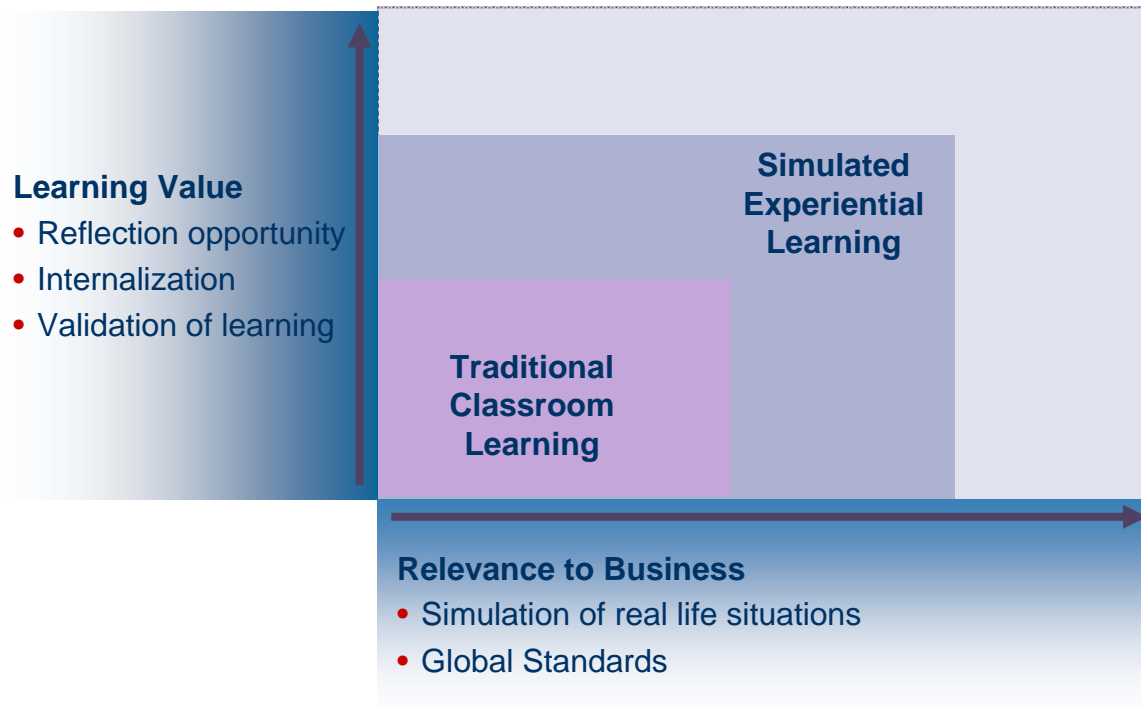 Learning Value
• Reflection opportunity
• Internalization
• Validation of learning
Simulated
Experiential
Learning
Traditional
Classroom
Learning
Relevance to Business
• Simulation of real life situations
• Global Standards